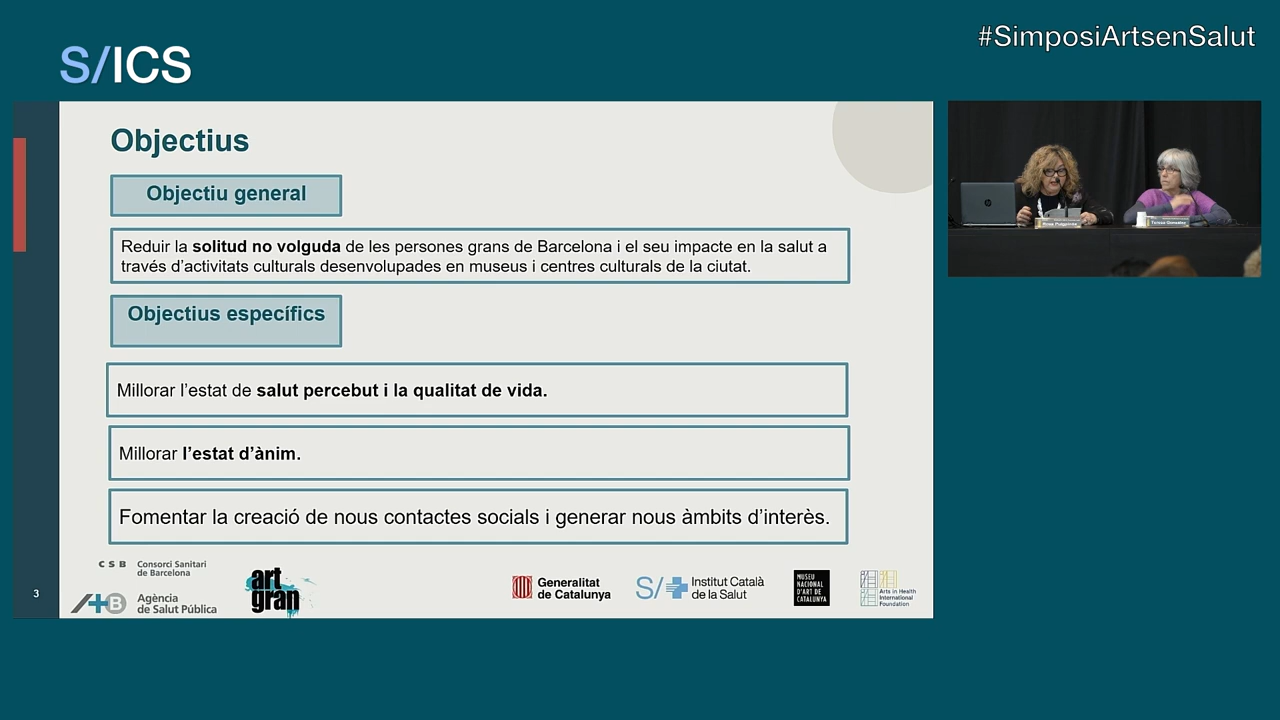 #SimposiArtsenSalut
S/ICS
Objectius
Objectiu general
Reduir la solitud no volguda de les persones grans de Barcelona i el seu impacte en la salut a
través d'activitats culturals desenvolupades en museus i centres culturals de la ciutat.
Objectius específics
Millorar l'estat de salut percebut i la qualitat de vida.
Millorar l'estat d'ànim.
Fomentar la creació de nous contactes socials i generar nous àmbits d'interès.
3
CSB Consorci Sanitari
de Barcelona
Agència
de Salut Pública
art
gran
Generalitat
de Catalunya
S/ Institut Català
de la Salut
MUSEU
NACIONAL
D'ART DE
CATALUNYA
Arts in Health
International
Foundation
hp